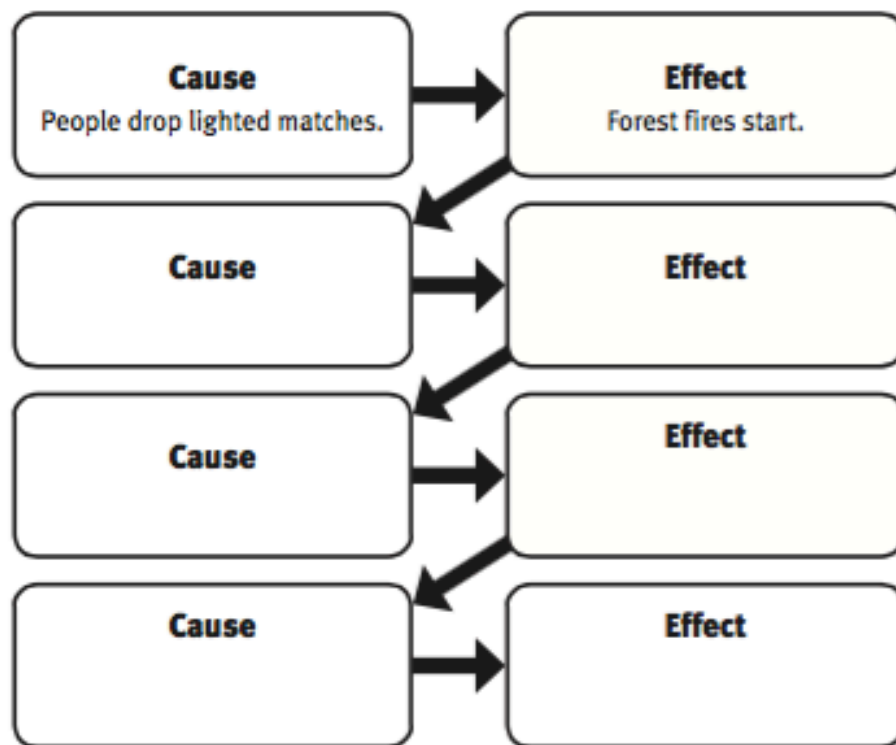 Cause
People drop lighted matches.
Effect
Forest fires start.
Cause
Effect
Cause
Effect
Cause
Effect